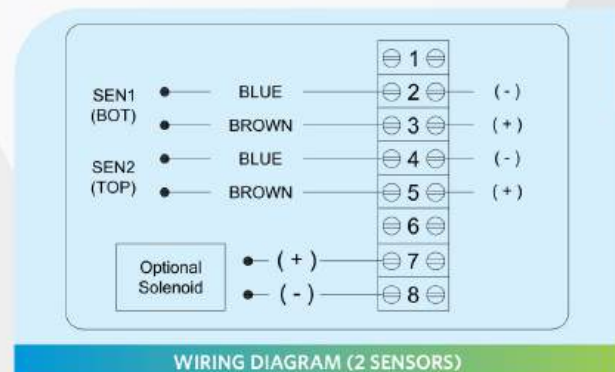 1
SEN1 BLUE 2 (-)
(BOT) BROWN 3 (+)
SEN2 BLUE 4 (-)
(TOP) BROWN 5 (+)
6
Optional (+) 7
Solenoid (-) 8
WIRING DIAGRAM (2 SENSORS)